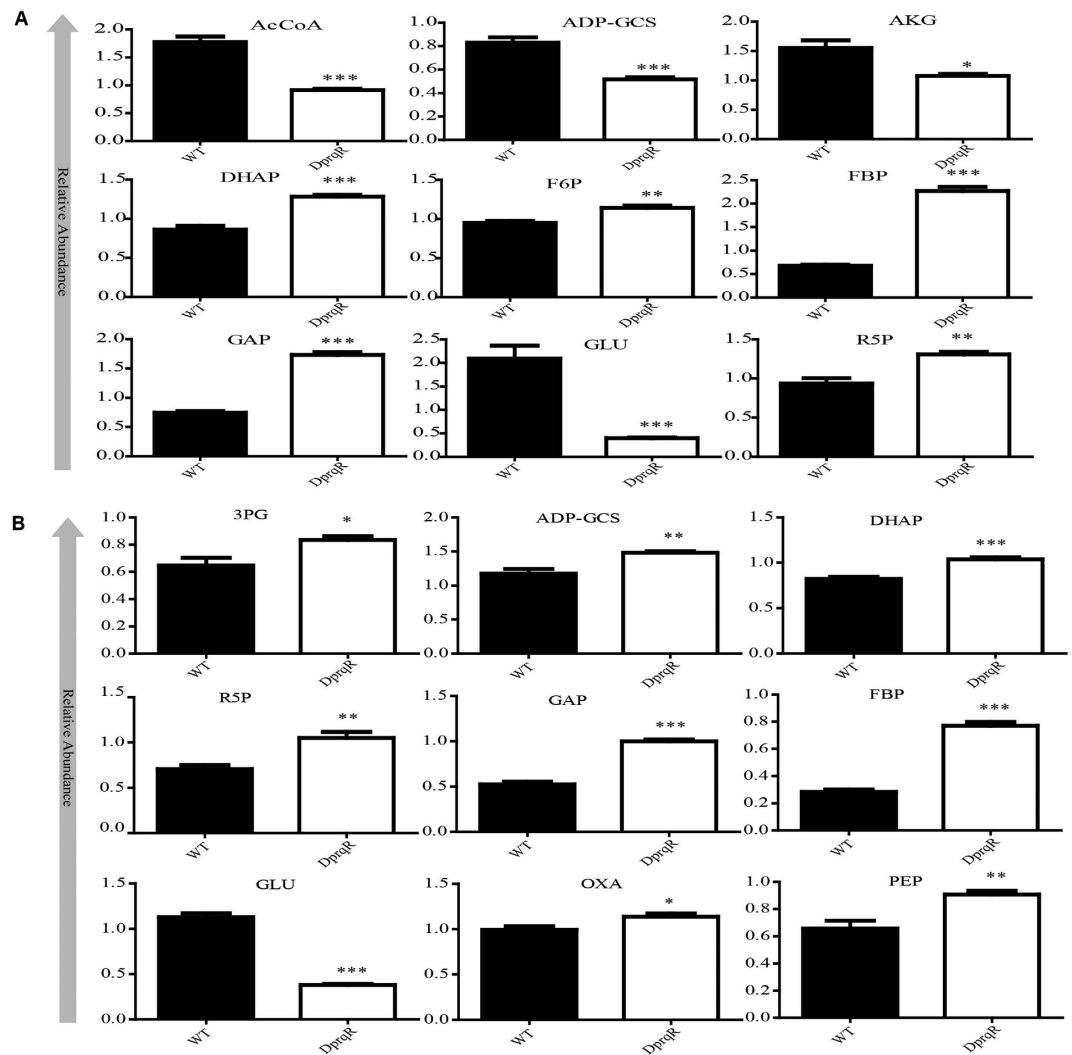 A
Relative Abundance
AcCoA
2.0
1.5
1.0
0.5
0.0
***
WT
DprqR
ADP-GCS
1.0
0.8
0.6
0.4
0.2
0.0
***
WT
DprqR
AKG
2.0
1.5
1.0
0.5
0.0
*
WT
DprqR
DHAP
1.5
1.0
0.5
0.0
***
WT
DprqR
F6P
1.5
1.0
0.5
0.0
**
WT
DprqR
FBP
2.5
2.0
1.5
1.0
0.5
0.0
***
WT
DprqR
GAP
2.0
1.5
1.0
0.5
0.0
***
WT
DprqR
GLU
2.5
2.0
1.5
1.0
0.5
0.0
***
WT
DprqR
R5P
1.5
1.0
0.5
0.0
**
WT
DprqR
B
Relative Abundance
3PG
1.0
0.8
0.6
0.4
0.2
0.0
*
WT
DprqR
ADP-GCS
2.0
1.5
1.0
0.5
0.0
**
WT
DprqR
DHAP
1.5
1.0
0.5
0.0
***
WT
DprqR
R5P
1.5
1.0
0.5
0.0
**
WT
DprqR
GAP
1.5
1.0
0.5
0.0
***
WT
DprqR
FBP
1.0
0.8
0.6
0.4
0.2
0.0
***
WT
DprqR
GLU
1.5
1.0
0.5
0.0
***
WT
DprqR
OXA
1.5
1.0
0.5
0.0
*
WT
DprqR
PEP
1.0
0.8
0.6
0.4
0.2
0.0
**
WT
DprqR